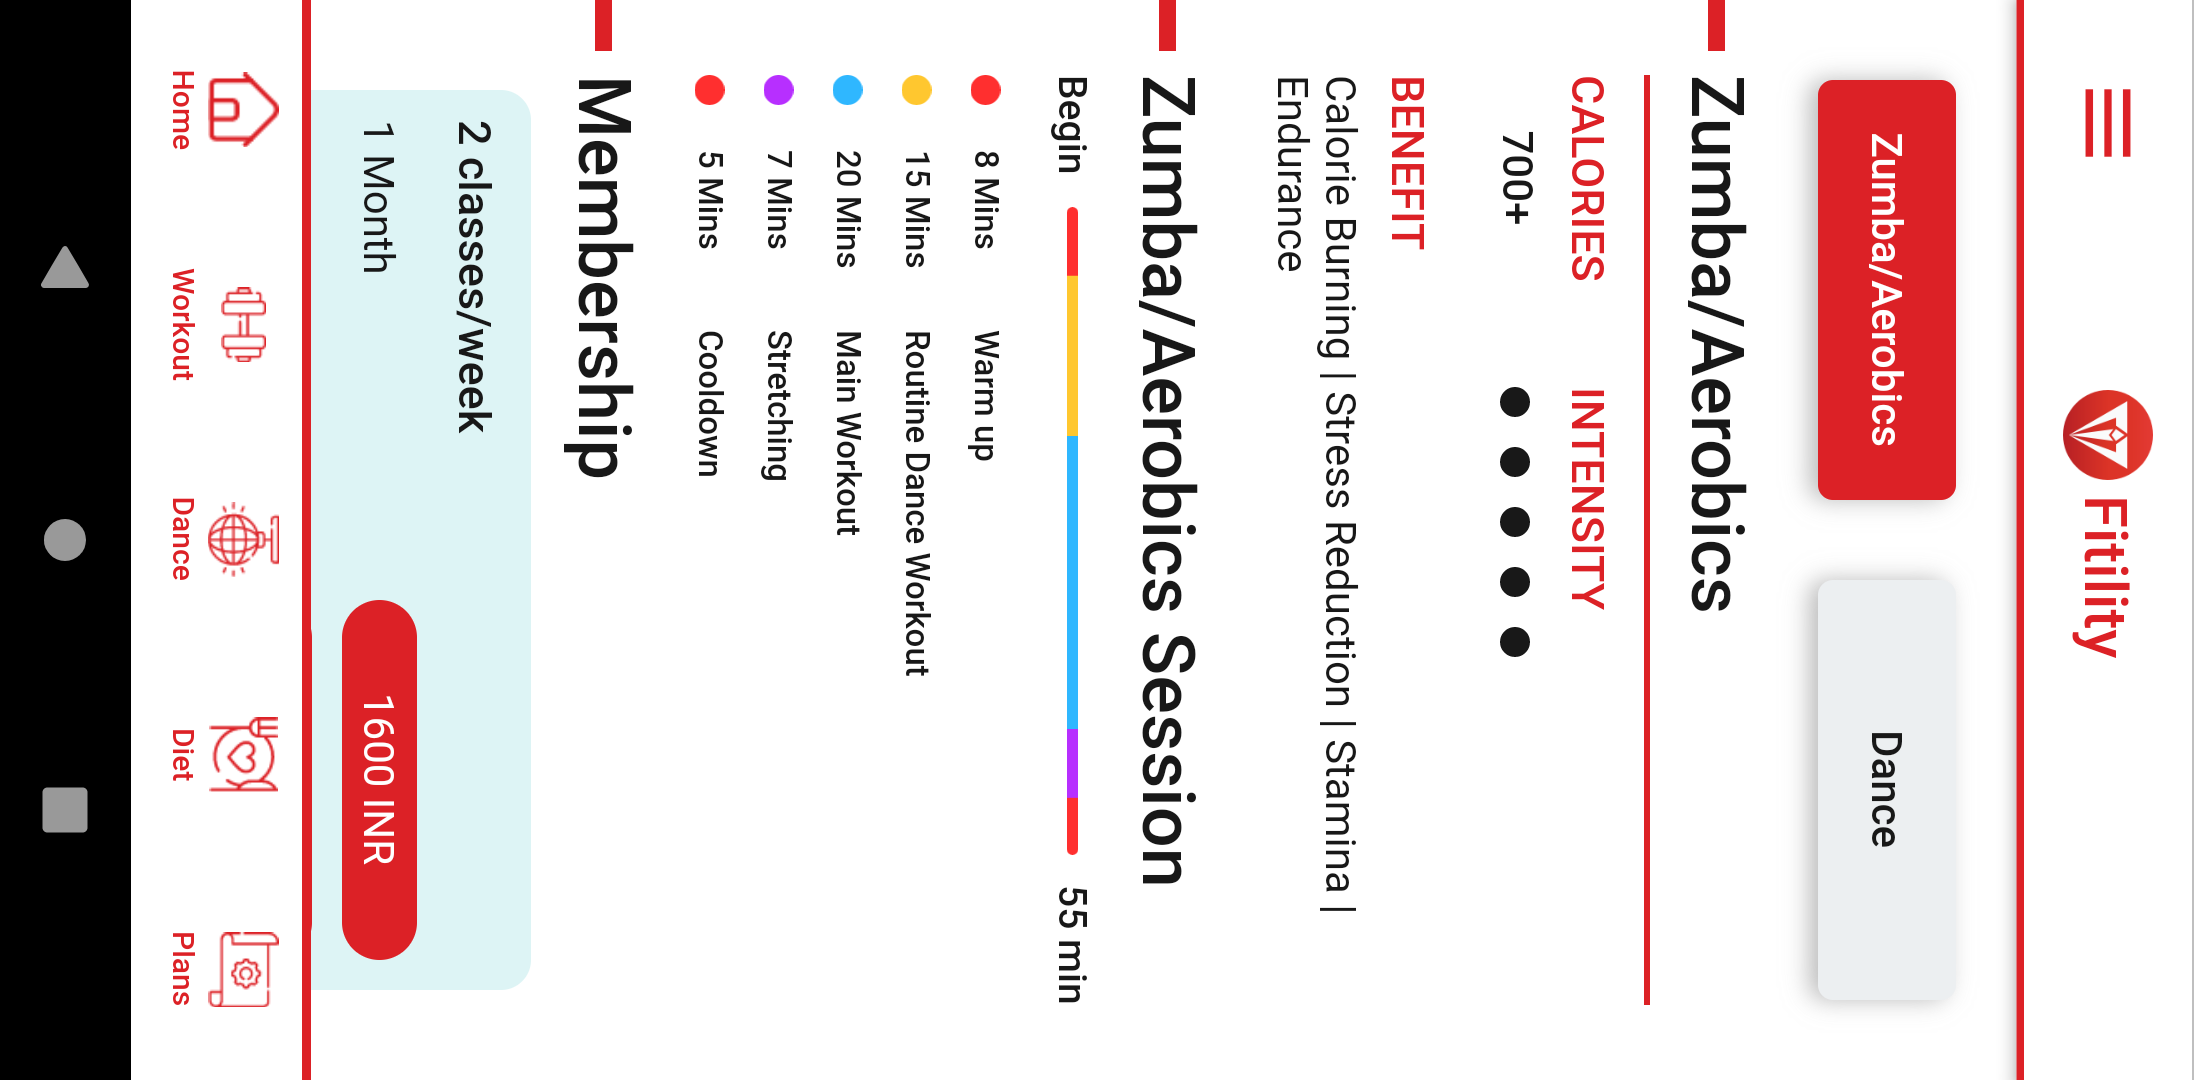 Fitility
Zumba/Aerobics
Dance
Zumba/Aerobics
CALORIES
INTENSITY
700+
BENEFIT
Calorie Burning | Stress Reduction | Stamina |
Endurance
Zumba/Aerobics Session
Begin
55 min
8 Mins Warm up
15 Mins Routine Dance Workout
20 Mins Main Workout
7 Mins Stretching
5 Mins Cooldown
Membership
2 classes/week
1 Month
1600 INR
Home
Workout
Dance
Diet
Plans